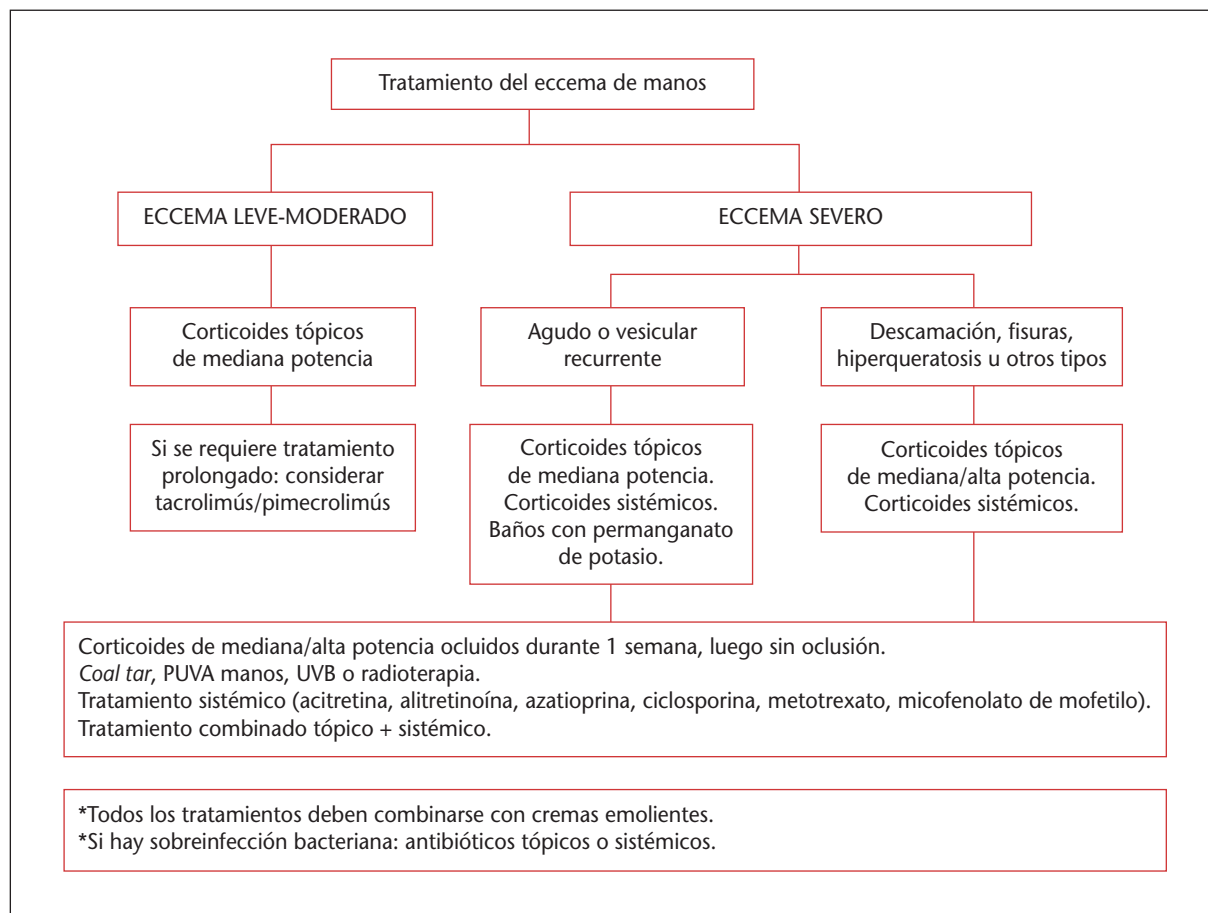 Tratamiento del eccema de manos
ECCEMA LEVE-MODERADO
ECCEMA SEVERO
Corticoides tópicos
de mediana potencia
Agudo o vesicular
recurrente
Descamación, fisuras,
hiperqueratosis u otros tipos
Si se requiere tratamiento
prolongado: considerar
tacrolimús/pimecrolimús
Corticoides tópicos
de mediana potencia.
Corticoides sistémicos.
Baños con permanganato
de potasio.
Corticoides tópicos
de mediana/alta potencia.
Corticoides sistémicos.
Corticoides de mediana/alta potencia ocluidos durante 1 semana, luego sin oclusión.
Coal tar, PUVA manos, UVB o radioterapia.
Tratamiento sistémico (acitretina, alitretinoína, azatioprina, ciclosporina, metotrexato, micofenolato de mofetilo).
Tratamiento combinado tópico + sistémico.
*Todos los tratamientos deben combinarse con cremas emolientes.
*Si hay sobreinfección bacteriana: antibióticos tópicos o sistémicos.